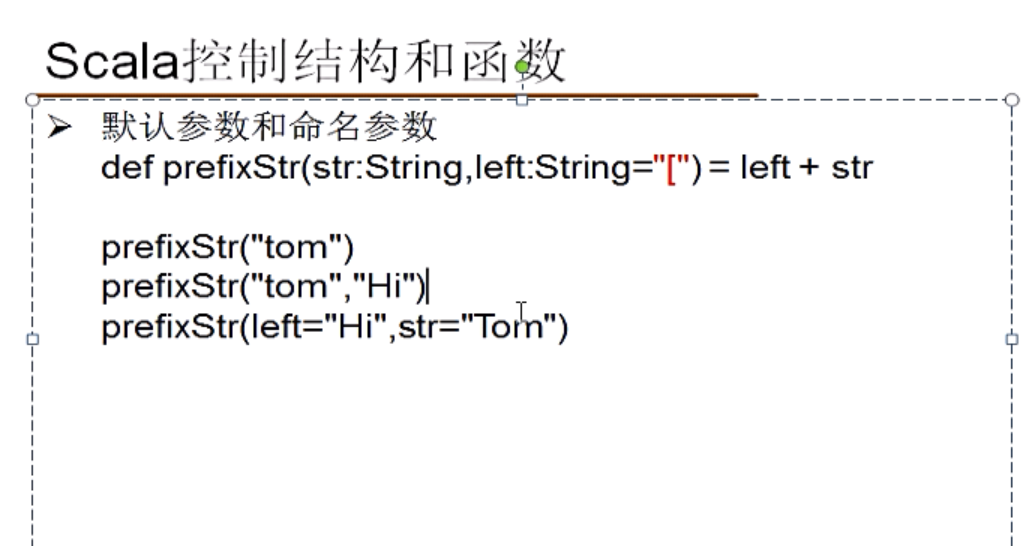 Scala控制结构和函数
➢ 默认参数和命名参数
def prefixStr(str:String,left:String="[") = left + str
prefixStr("tom")
prefixStr("tom","Hi")
prefixStr(left="Hi",str="Tom")